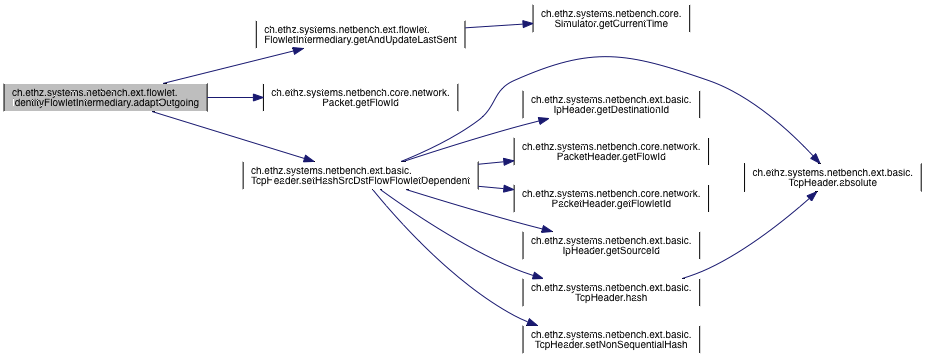 ch.ethz.systems.netbench.core.
Simulator.getCurrentTime
ch.ethz.systems.netbench.ext.flowlet.
FlowletIntermediary.getAndUpdateLastSent
ch.ethz.systems.netbench.ext.flowlet.
IdentityFlowletIntermediary.adaptOutgoing
ch.ethz.systems.netbench.core.network.
Packet.getFlowId
ch.ethz.systems.netbench.ext.basic.
IpHeader.getDestinationId
ch.ethz.systems.netbench.core.network.
PacketHeader.getFlowId
ch.ethz.systems.netbench.ext.basic.
TcpHeader.setHashSrcDstFlowFlowletDependent
ch.ethz.systems.netbench.ext.basic.
TcpHeader.absolute
ch.ethz.systems.netbench.core.network.
PacketHeader.getFlowletId
ch.ethz.systems.netbench.ext.basic.
IpHeader.getSourceId
ch.ethz.systems.netbench.ext.basic.
TcpHeader.hash
ch.ethz.systems.netbench.ext.basic.
TcpHeader.setNonSequentialHash